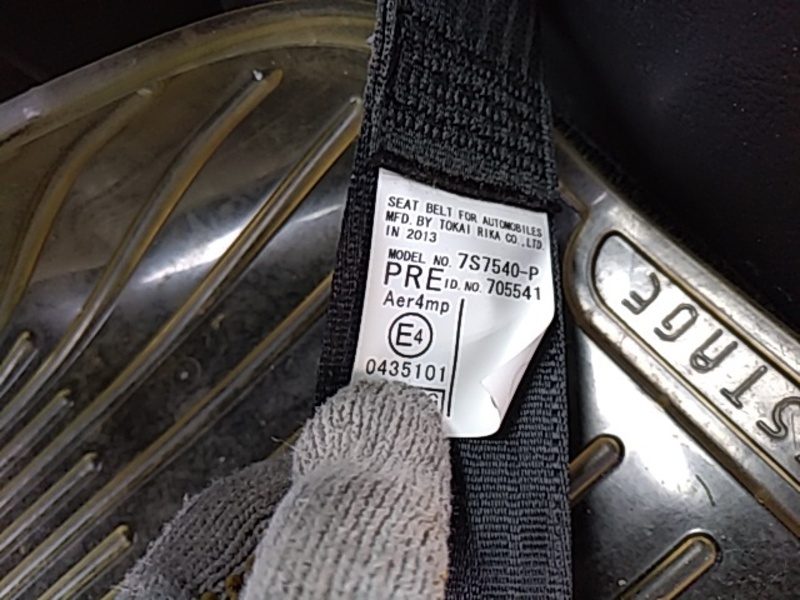 SEAT BELT FOR AUTOMOBILES
MFD. BY TOKAI RIKA CO.,LTD.
IN 2013
MODEL NO. 7S7540-P
PRE I.D. NO. 705541
Aer4mp
E4
0435101
STAGE